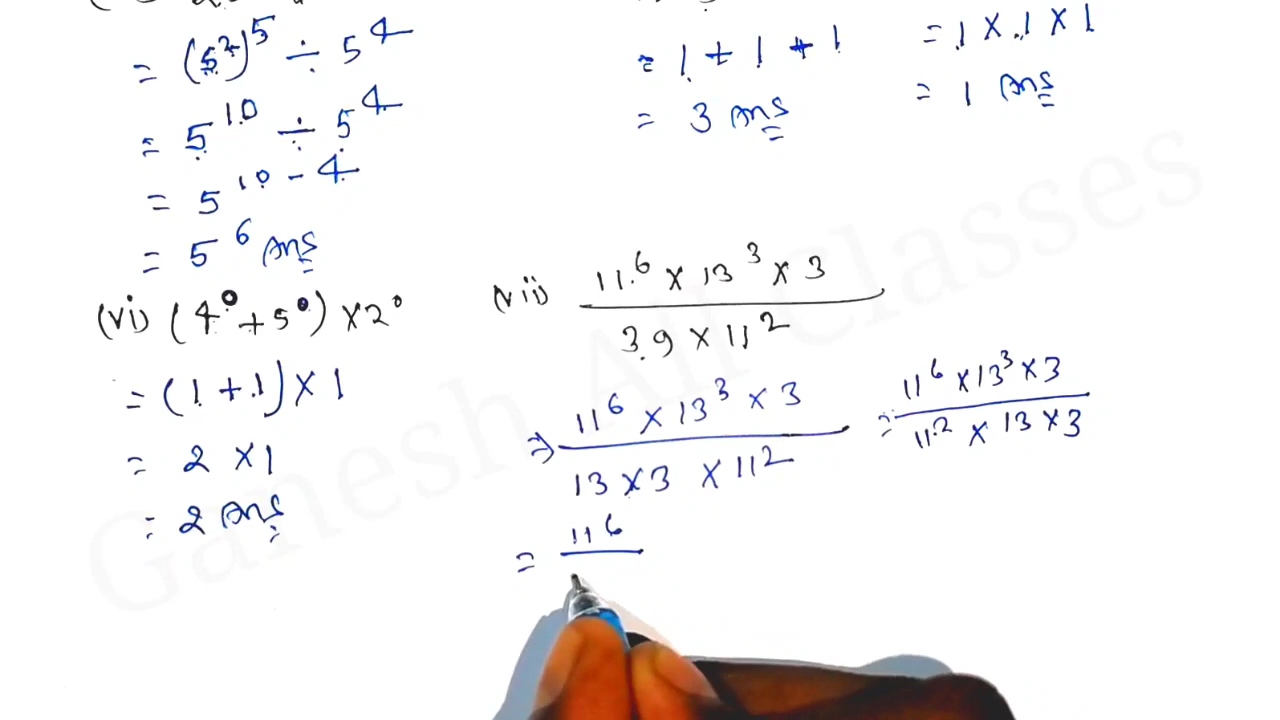 = (5²)⁵ ÷ 5⁴
= 5¹⁰ ÷ 5⁴
= 5¹⁰⁻⁴
= 5⁶ Ans
= 1 + 1 + 1
= 3 Ans
= 1 × 1 × 1
= 1 Ans
(vi) (4⁰ + 5⁰) × 2⁰
= (1 + 1) × 1
= 2 × 1
= 2 Ans
(vii) 11⁶ × 13³ × 3
39 × 11²
⇒ 11⁶ × 13³ × 3
13 × 3 × 11²
= 11⁶ × 13³ × 3
11² × 13 × 3
= 11⁶
Ganesh All Classes